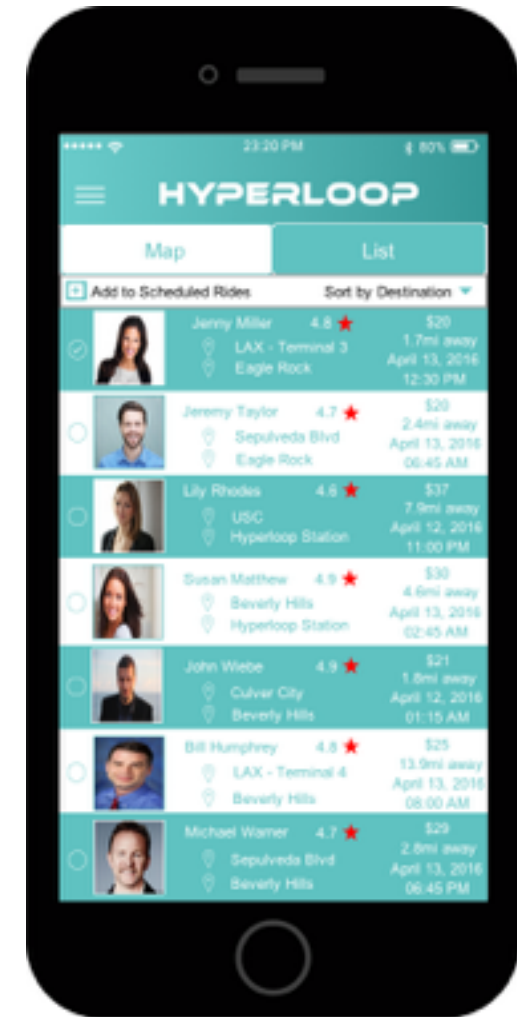 23:20 PM
80%
HYPERLOOP
Map
List
Add to Scheduled Rides
Sort by Destination
Jenny Miller 4.8 $20
LAX - Terminal 3 1.7mi away
Eagle Rock April 13, 2016
12:30 PM
Jeremy Taylor 4.7 $20
Sepulveda Blvd 2.4mi away
Eagle Rock April 13, 2016
06:45 AM
Lily Rhodes 4.6 $37
USC 7.9mi away
Hyperloop Station April 12, 2016
11:00 PM
Susan Matthew 4.9 $30
Beverly Hills 4.6mi away
Hyperloop Station April 13, 2016
02:45 AM
John Wiebe 4.9 $21
Culver City 1.8mi away
Beverly Hills April 12, 2016
01:15 AM
Bill Humphrey 4.8 $25
LAX - Terminal 4 13.9mi away
Beverly Hills April 13, 2016
08:00 AM
Michael Warner 4.7 $29
Sepulveda Blvd 2.8mi away
Beverly Hills April 13, 2016
06:45 PM